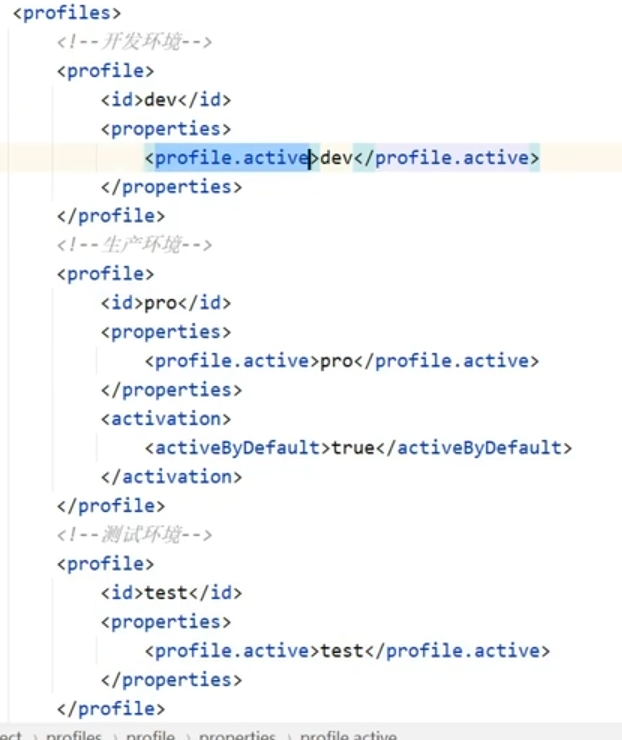 <profiles>
<!--开发环境-->
<profile>
<id>dev</id>
<properties>
<profile.active>dev</profile.active>
</properties>
</profile>
<!--生产环境-->
<profile>
<id>pro</id>
<properties>
<profile.active>pro</profile.active>
</properties>
<activation>
<activeByDefault>true</activeByDefault>
</activation>
</profile>
<!--测试环境-->
<profile>
<id>test</id>
<properties>
<profile.active>test</profile.active>
</properties>
</profile>
ect › profiles › profile › properties › profile.active